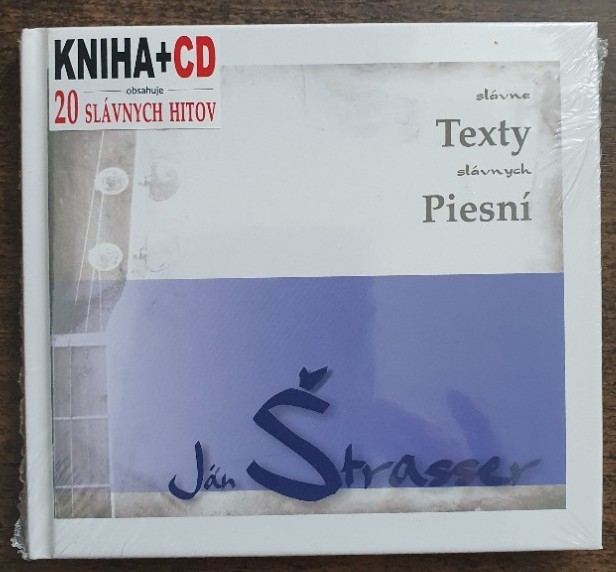 KNIHA+CD
obsahuje
20 SLÁVNYCH HITOV
slávne
Texty
slávnych
Piesní
Ján Štrasser